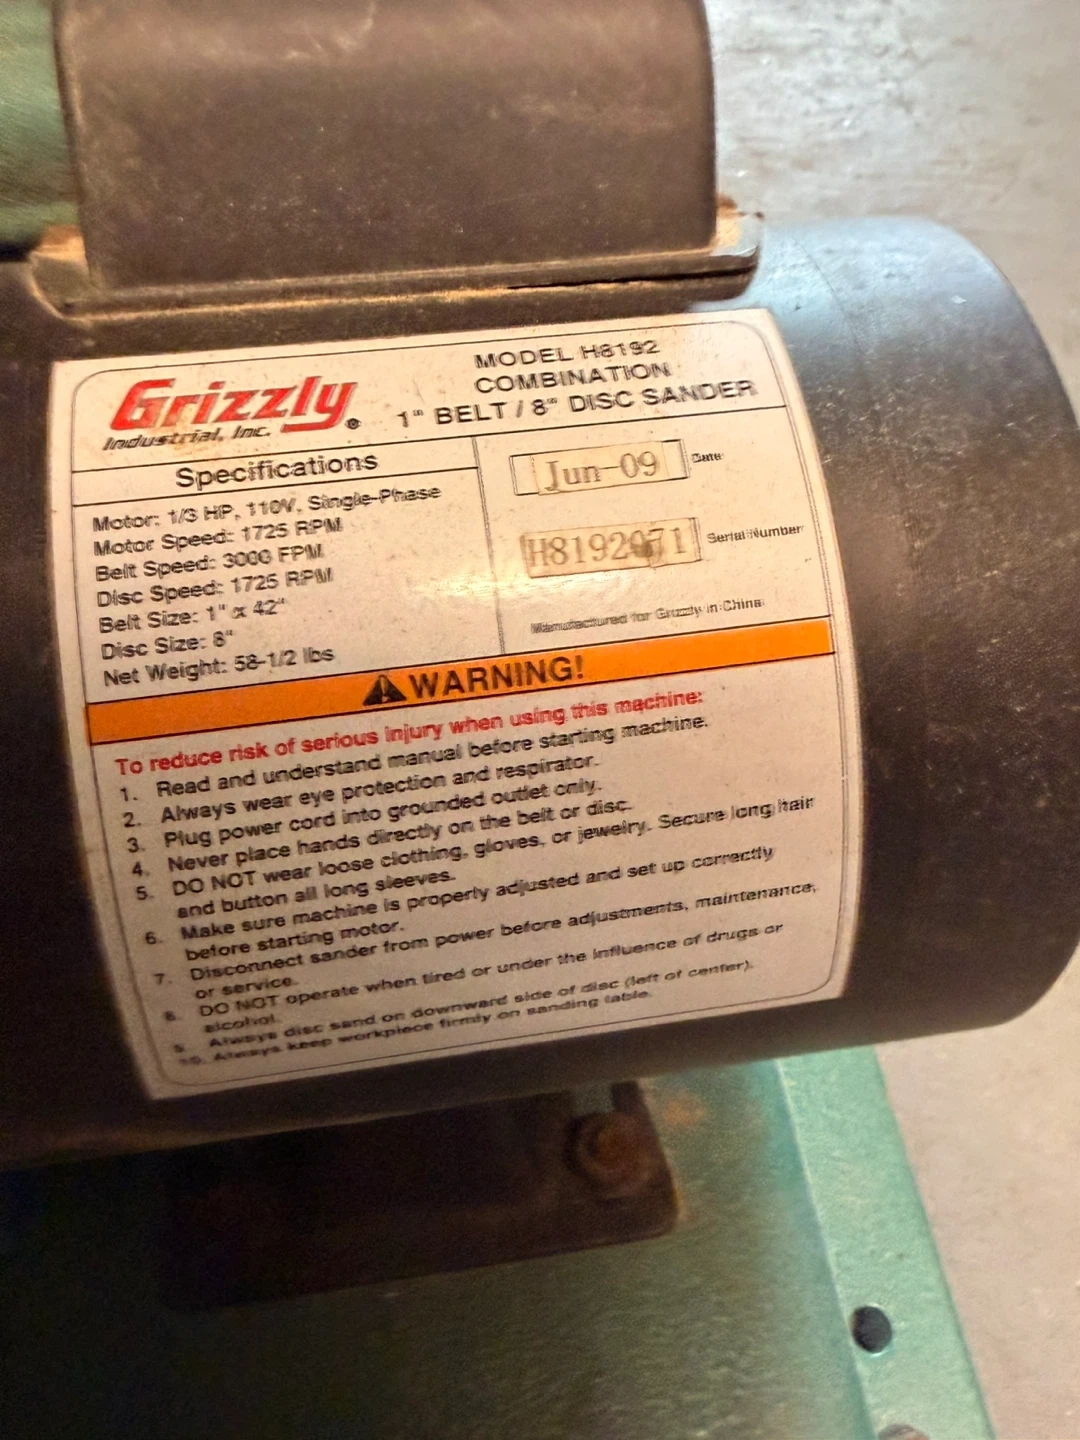 Grizzly®
Industrial, Inc.
MODEL H8192
COMBINATION
1" BELT / 8" DISC SANDER
Specifications
Motor: 1/3 HP, 110V, Single-Phase
Motor Speed: 1725 RPM
Belt Speed: 3000 FPM
Disc Speed: 1725 RPM
Belt Size: 1" x 42"
Disc Size: 8"
Net Weight: 58-1/2 lbs
Jun-09 Date
Serial Number
Manufactured for Grizzly in China
WARNING!
To reduce risk of serious injury when using this machine:
1. Read and understand manual before starting machine.
2. Always wear eye protection and respirator.
3. Plug power cord into grounded outlet only.
4. Never place hands directly on the belt or disc.
5. DO NOT wear loose clothing, gloves, or jewelry. Secure long hair
and button all long sleeves.
6. Make sure machine is properly adjusted and set up correctly
before starting motor.
7. Disconnect sander from power before adjustments, maintenance,
or service.
8. DO NOT operate when tired or under the influence of drugs or
alcohol.
9. Always disc sand on downward side of disc (left of center).
10. Always keep workpiece firmly on sanding table.